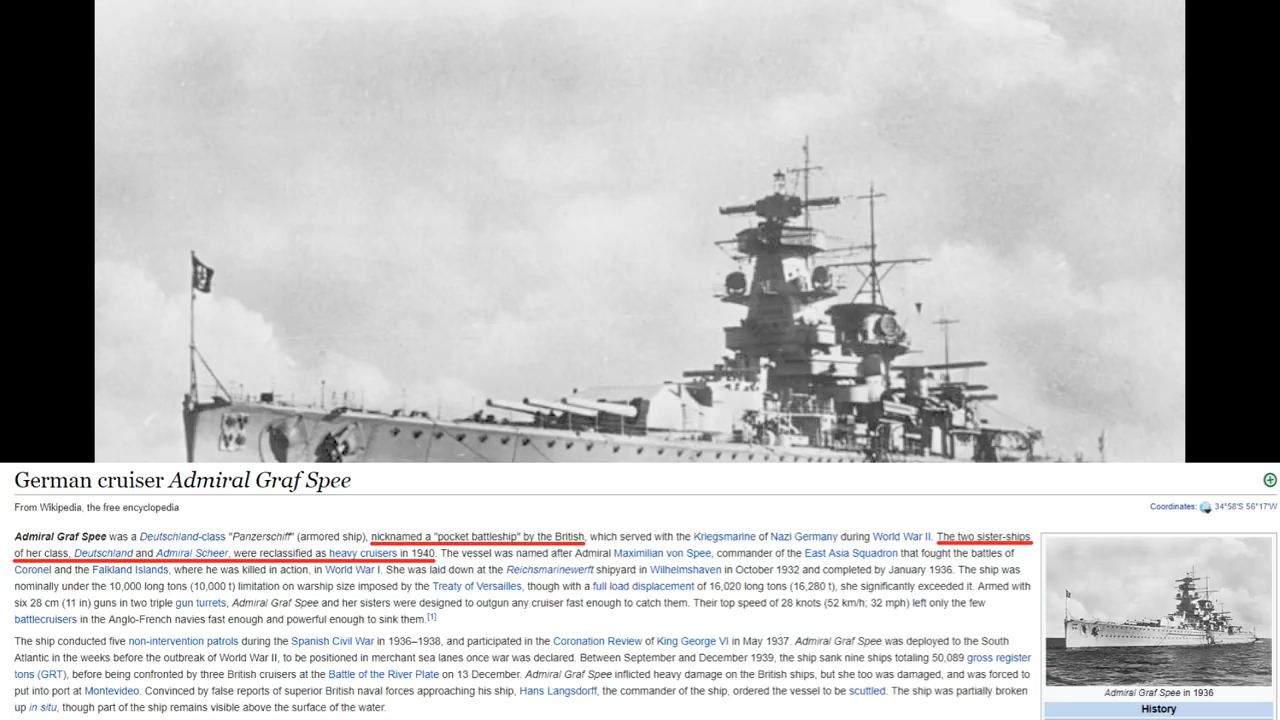 German cruiser Admiral Graf Spee
From Wikipedia, the free encyclopedia
Coordinates: 34°58′S 56°17′W
Admiral Graf Spee was a Deutschland-class "Panzerschiff" (armored ship), nicknamed a "pocket battleship" by the British, which served with the Kriegsmarine of Nazi Germany during World War II. The two sister-ships
of her class, Deutschland and Admiral Scheer, were reclassified as heavy cruisers in 1940. The vessel was named after Admiral Maximilian von Spee, commander of the East Asia Squadron that fought the battles of
Coronel and the Falkland Islands, where he was killed in action, in World War I. She was laid down at the Reichsmarinewerft shipyard in Wilhelmshaven in October 1932 and completed by January 1936. The ship was
nominally under the 10,000 long tons (10,000 t) limitation on warship size imposed by the Treaty of Versailles, though with a full load displacement of 16,020 long tons (16,280 t), she significantly exceeded it. Armed with
six 28 cm (11 in) guns in two triple gun turrets, Admiral Graf Spee and her sisters were designed to outgun any cruiser fast enough to catch them. Their top speed of 28 knots (52 km/h; 32 mph) left only the few
battlecruisers in the Anglo-French navies fast enough and powerful enough to sink them.[1]
The ship conducted five non-intervention patrols during the Spanish Civil War in 1936–1938, and participated in the Coronation Review of King George VI in May 1937. Admiral Graf Spee was deployed to the South
Atlantic in the weeks before the outbreak of World War II, to be positioned in merchant sea lanes once war was declared. Between September and December 1939, the ship sank nine ships totaling 50,089 gross register
tons (GRT), before being confronted by three British cruisers at the Battle of the River Plate on 13 December. Admiral Graf Spee inflicted heavy damage on the British ships, but she too was damaged, and was forced to
put into port at Montevideo. Convinced by false reports of superior British naval forces approaching his ship, Hans Langsdorff, the commander of the ship, ordered the vessel to be scuttled. The ship was partially broken
up in situ, though part of the ship remains visible above the surface of the water.
Admiral Graf Spee in 1936
History